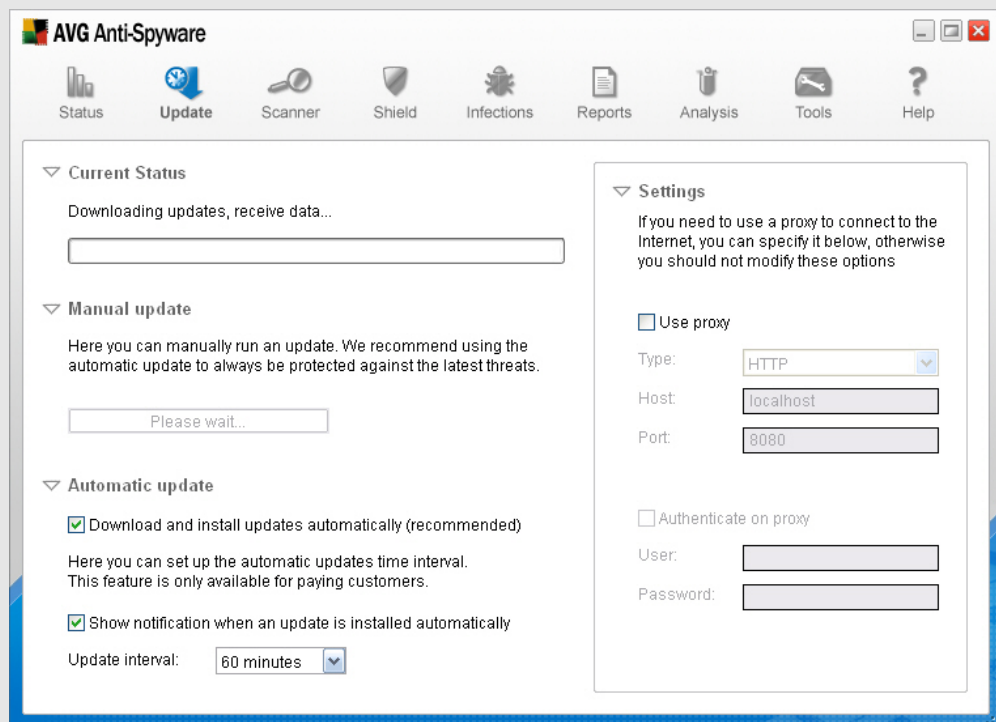 AVG Anti-Spyware
Status
Update
Scanner
Shield
Infections
Reports
Analysis
Tools
Help
Current Status
Downloading updates, receive data...
Manual update
Here you can manually run an update. We recommend using the
automatic update to always be protected against the latest threats.
Please wait...
Automatic update
Download and install updates automatically (recommended)
Here you can set up the automatic updates time interval.
This feature is only available for paying customers.
Show notification when an update is installed automatically
Update interval: 60 minutes
Settings
If you need to use a proxy to connect to the
Internet, you can specify it below, otherwise
you should not modify these options
Use proxy
Type: HTTP
Host: localhost
Port: 8080
Authenticate on proxy
User:
Password: